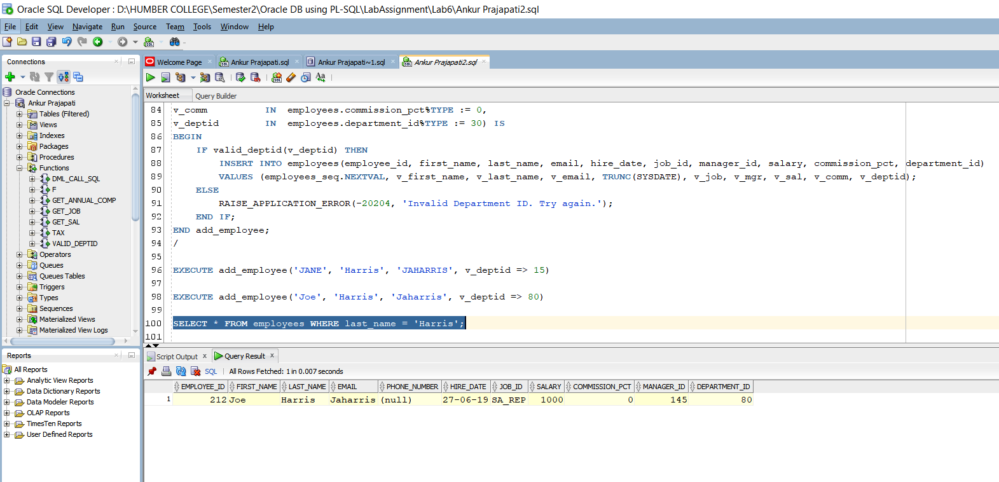 Oracle SQL Developer : D:\HUMBER COLLEGE\Semester2\Oracle DB using PL-SQL\LabAssignment\Lab6\Ankur Prajapati2.sql
File Edit View Navigate Run Source Team Tools Window Help
Connections
Oracle Connections
Ankur Prajapati
Tables (Filtered)
Views
Indexes
Packages
Procedures
Functions
DML_CALL_SQL
F
GET_ANNUAL_COMP
GET_JOB
GET_SAL
TAX
VALID_DEPTID
Operators
Queues
Queues Tables
Triggers
Types
Sequences
Materialized Views
Materialized View Logs
Reports
All Reports
Analytic View Reports
Data Dictionary Reports
Data Modeler Reports
OLAP Reports
TimesTen Reports
User Defined Reports
Welcome Page Ankur Prajapati.sql Ankur Prajapati~1.sql Ankur Prajapati2.sql
Worksheet Query Builder
84 v_comm IN employees.commission_pct%TYPE := 0,
85 v_deptid IN employees.department_id%TYPE := 30) IS
86 BEGIN
87 IF valid_deptid(v_deptid) THEN
88 INSERT INTO employees(employee_id, first_name, last_name, email, hire_date, job_id, manager_id, salary, commission_pct, department_id)
89 VALUES (employees_seq.NEXTVAL, v_first_name, v_last_name, v_email, TRUNC(SYSDATE), v_job, v_mgr, v_sal, v_comm, v_deptid);
90 ELSE
91 RAISE_APPLICATION_ERROR(-20204, 'Invalid Department ID. Try again.');
92 END IF;
93 END add_employee;
94 /
95
96 EXECUTE add_employee('JANE', 'Harris', 'JAHARRIS', v_deptid => 15)
97
98 EXECUTE add_employee('Joe', 'Harris', 'Jaharris', v_deptid => 80)
99
100 SELECT * FROM employees WHERE last_name = 'Harris';
101
Script Output x Query Result x
SQL | All Rows Fetched: 1 in 0.007 seconds
EMPLOYEE_ID FIRST_NAME LAST_NAME EMAIL PHONE_NUMBER HIRE_DATE JOB_ID SALARY COMMISSION_PCT MANAGER_ID DEPARTMENT_ID
1 212 Joe Harris Jaharris (null) 27-06-19 SA_REP 1000 0 145 80